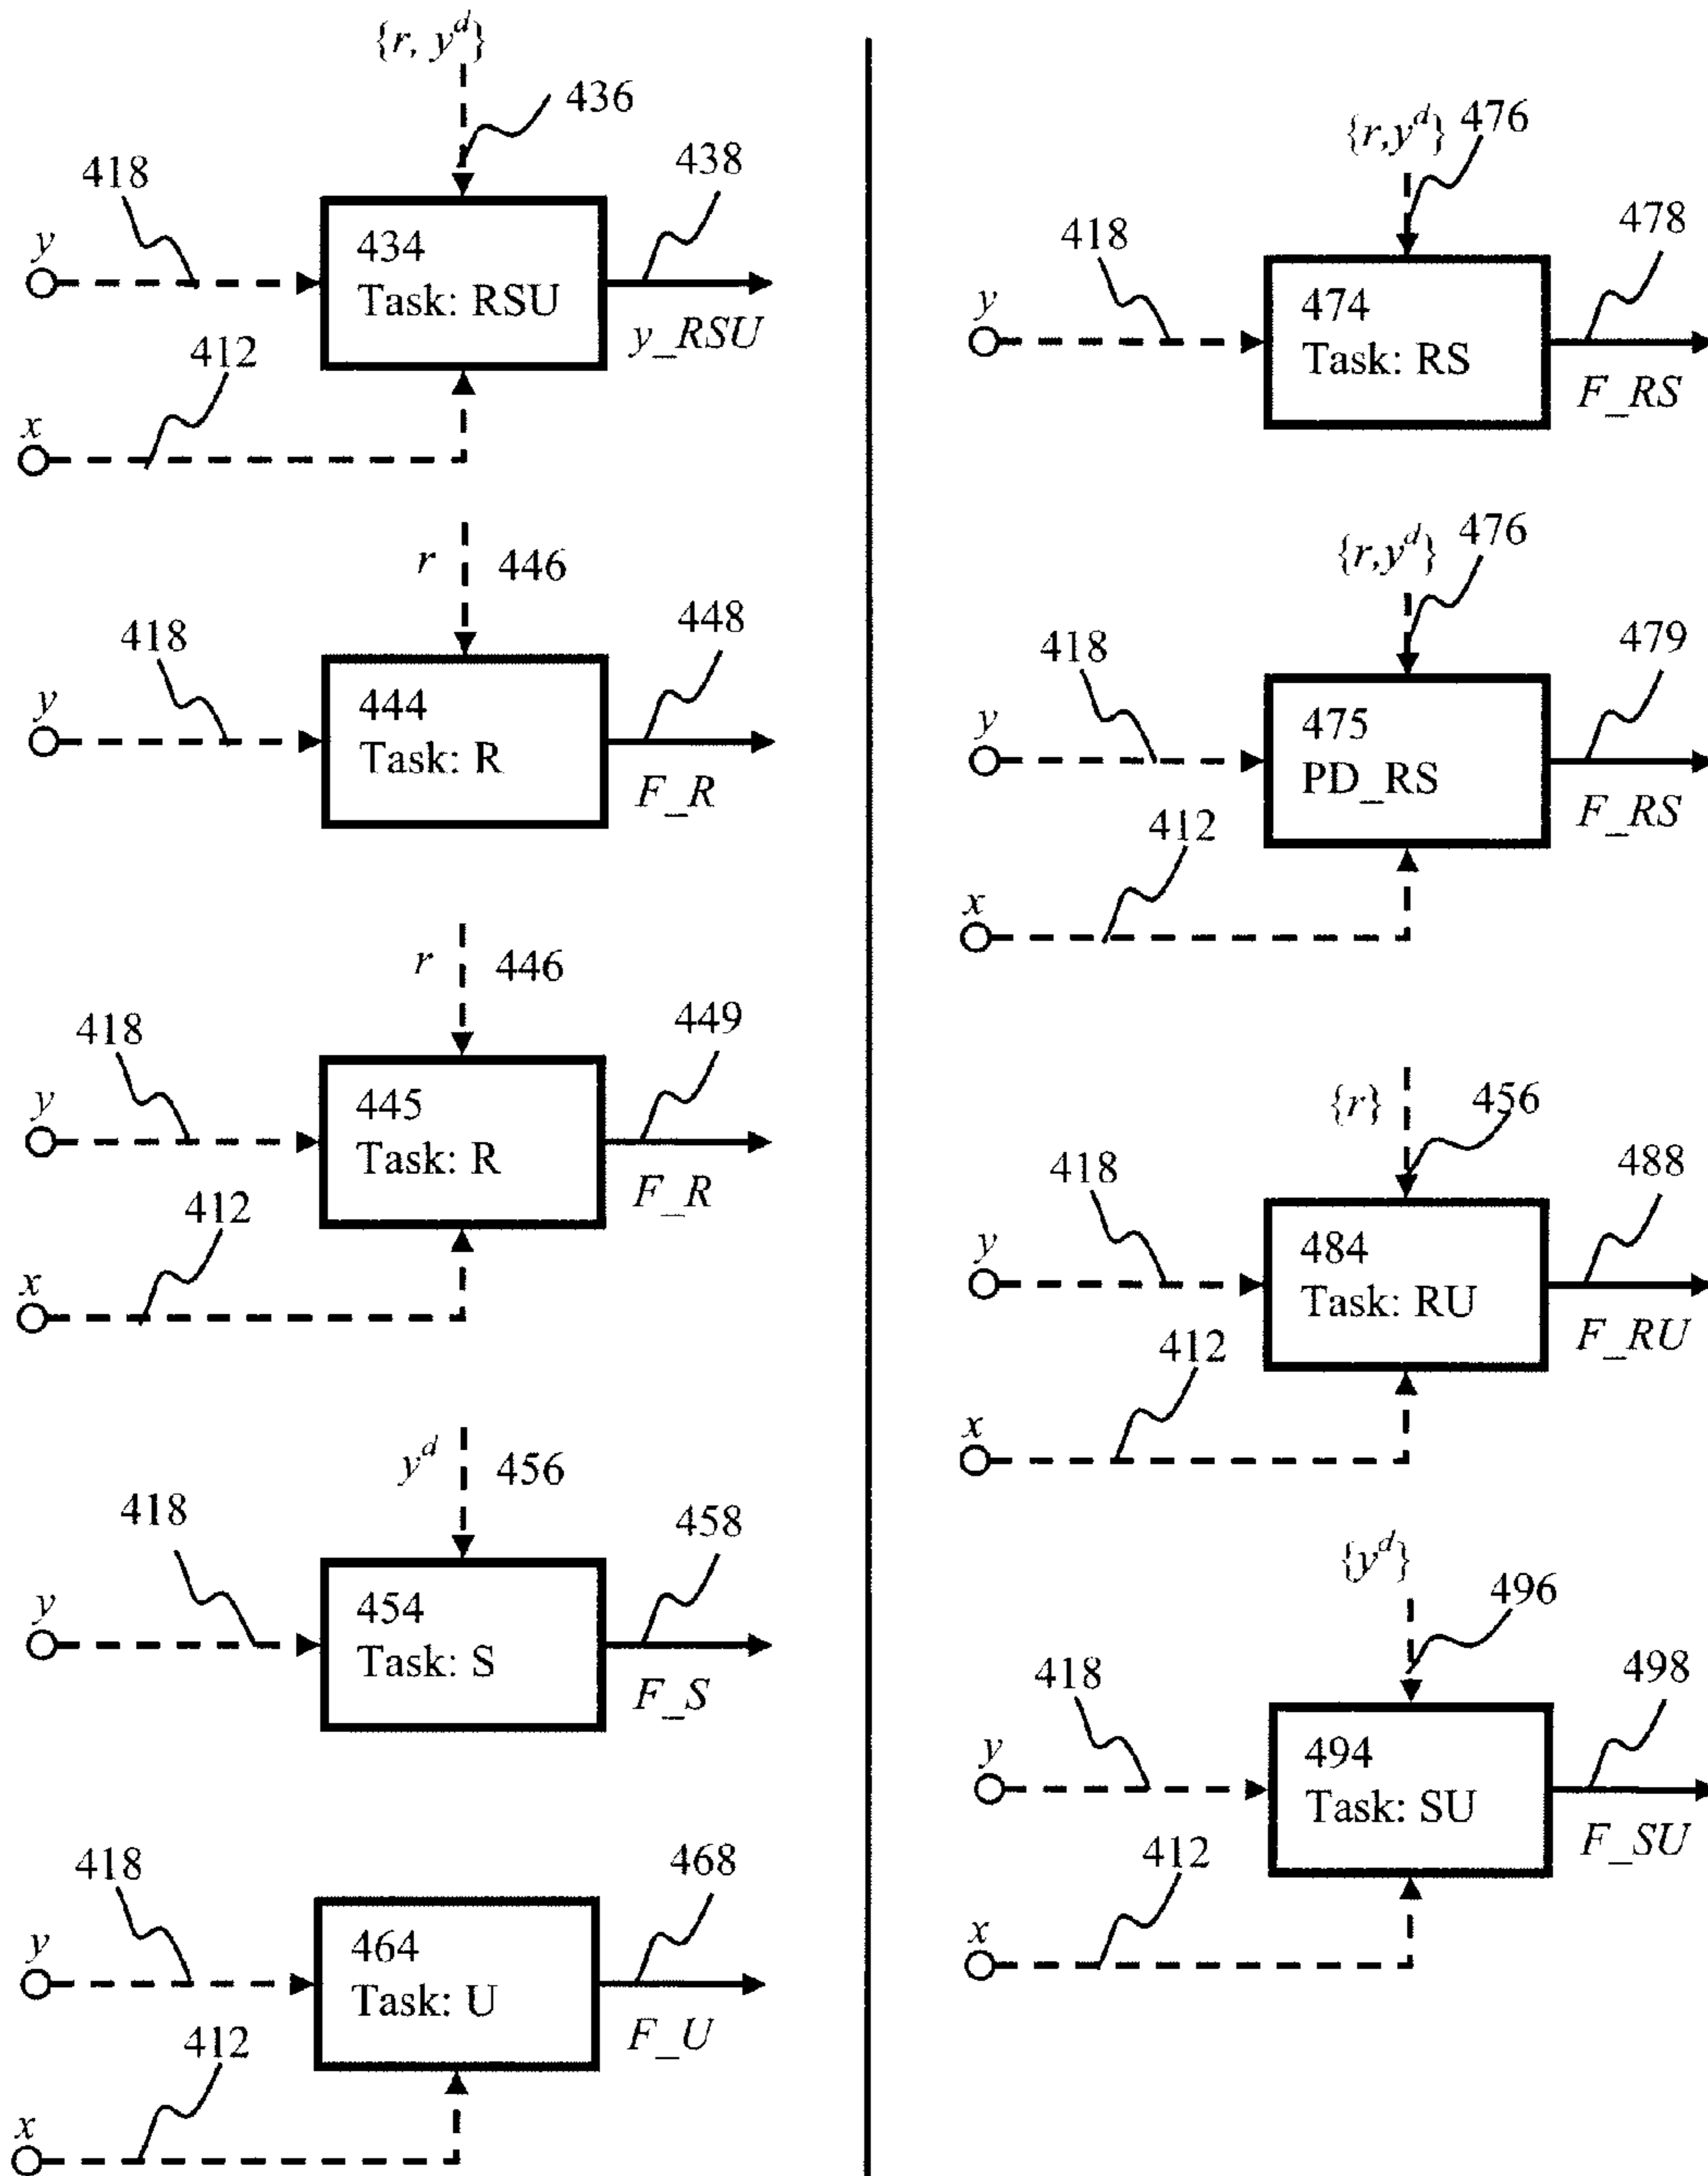 {r, y^d}
436
418
438
y
434
Task: RSU
y_RSU
412
x
r
446
418
448
y
444
Task: R
F_R
r
446
418
449
y
445
Task: R
F_R
412
x
y^d
456
418
458
y
454
Task: S
F_S
418
468
y
464
Task: U
F_U
412
x
{r,y^d}
476
418
478
y
474
Task: RS
F_RS
{r,y^d}
476
418
479
y
475
PD_RS
F_RS
412
x
{r}
456
418
488
y
484
Task: RU
F_RU
412
x
{y^d}
496
418
498
y
494
Task: SU
F_SU
412
x